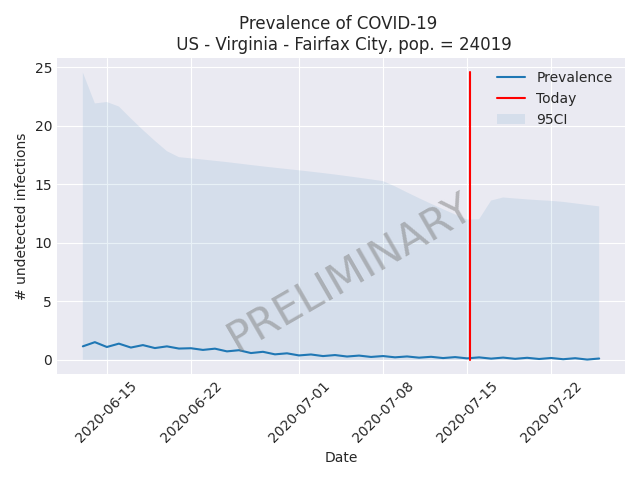 Prevalence of COVID-19
US - Virginia - Fairfax City, pop. = 24019
25
20
15
10
5
0
# undetected infections
Prevalence
Today
95CI
PRELIMINARY
2020-06-15
2020-06-22
2020-07-01
2020-07-08
2020-07-15
2020-07-22
Date